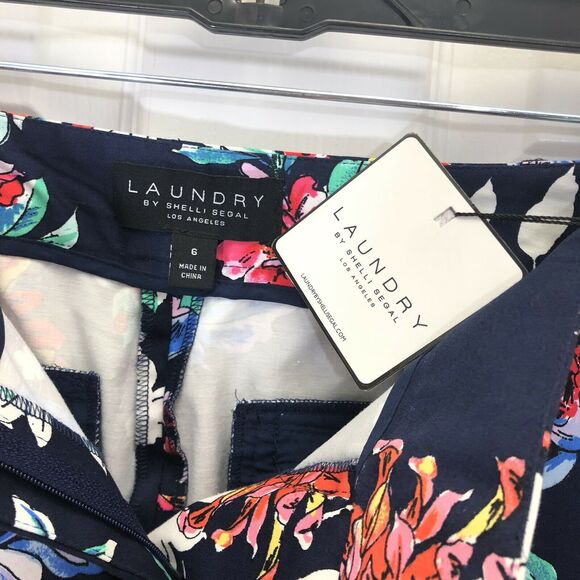 LAUNDRY
BY SHELLI SEGAL
LOS ANGELES
6
MADE IN
CHINA
LAUNDRY
BY SHELLI SEGAL
LOS ANGELES
LAUNDRYBYSHELLISEGAL.COM